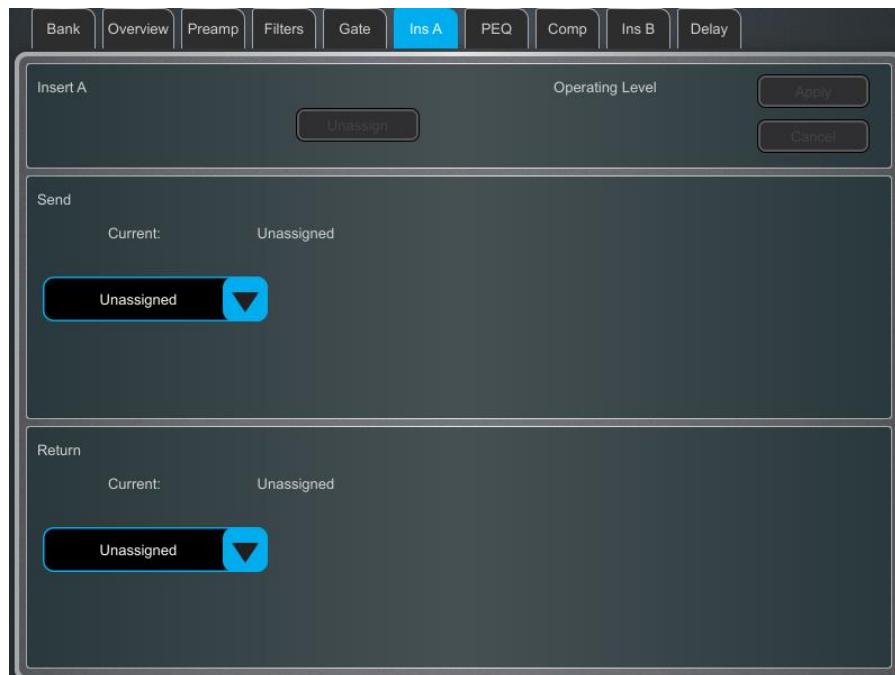 Bank Overview Preamp Filters Gate Ins A PEQ Comp Ins B Delay
Insert A
Operating Level
Apply
Unassign
Cancel
Send
Current: Unassigned
Unassigned
Return
Current: Unassigned
Unassigned